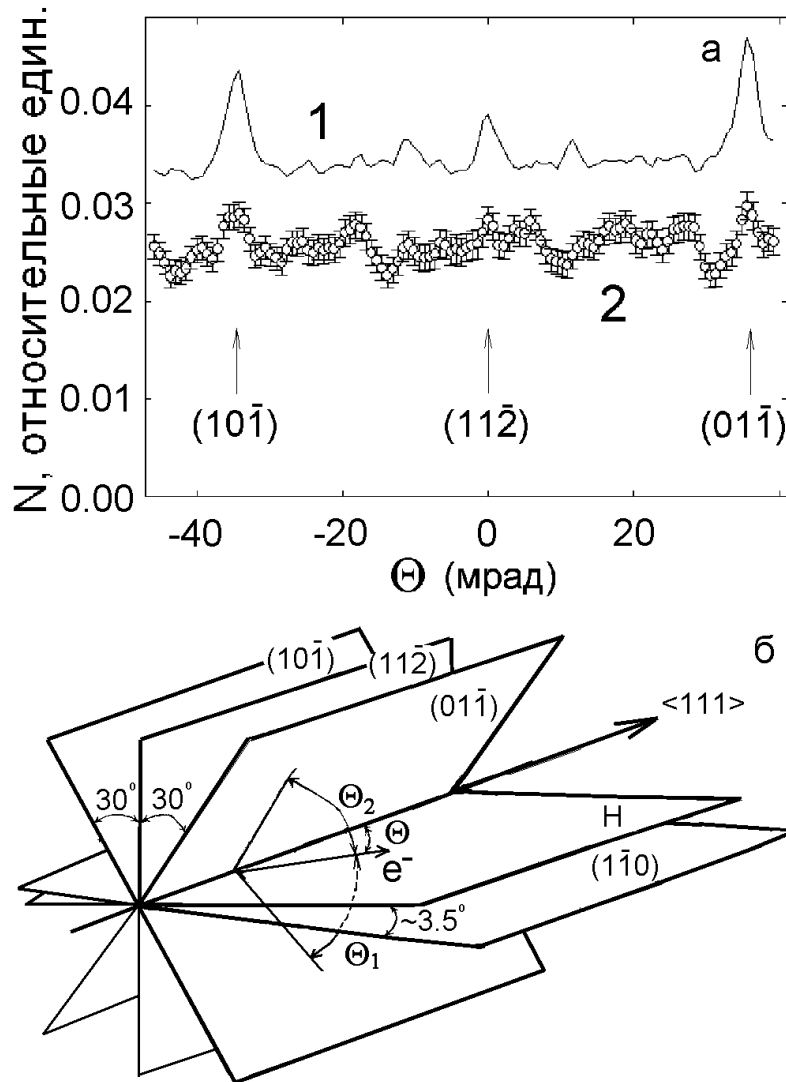 N, относительные един.
а
0.04
0.03
0.02
0.01
0.00
1
2
(101̄)
(112̄)
(011̄)
-40
-20
0
20
Θ (мрад)
б
(101̄)
(112̄)
(011̄)
<111>
30° 30°
Θ₂
Θ
e⁻
H
(11̄0)
~3.5°
Θ₁